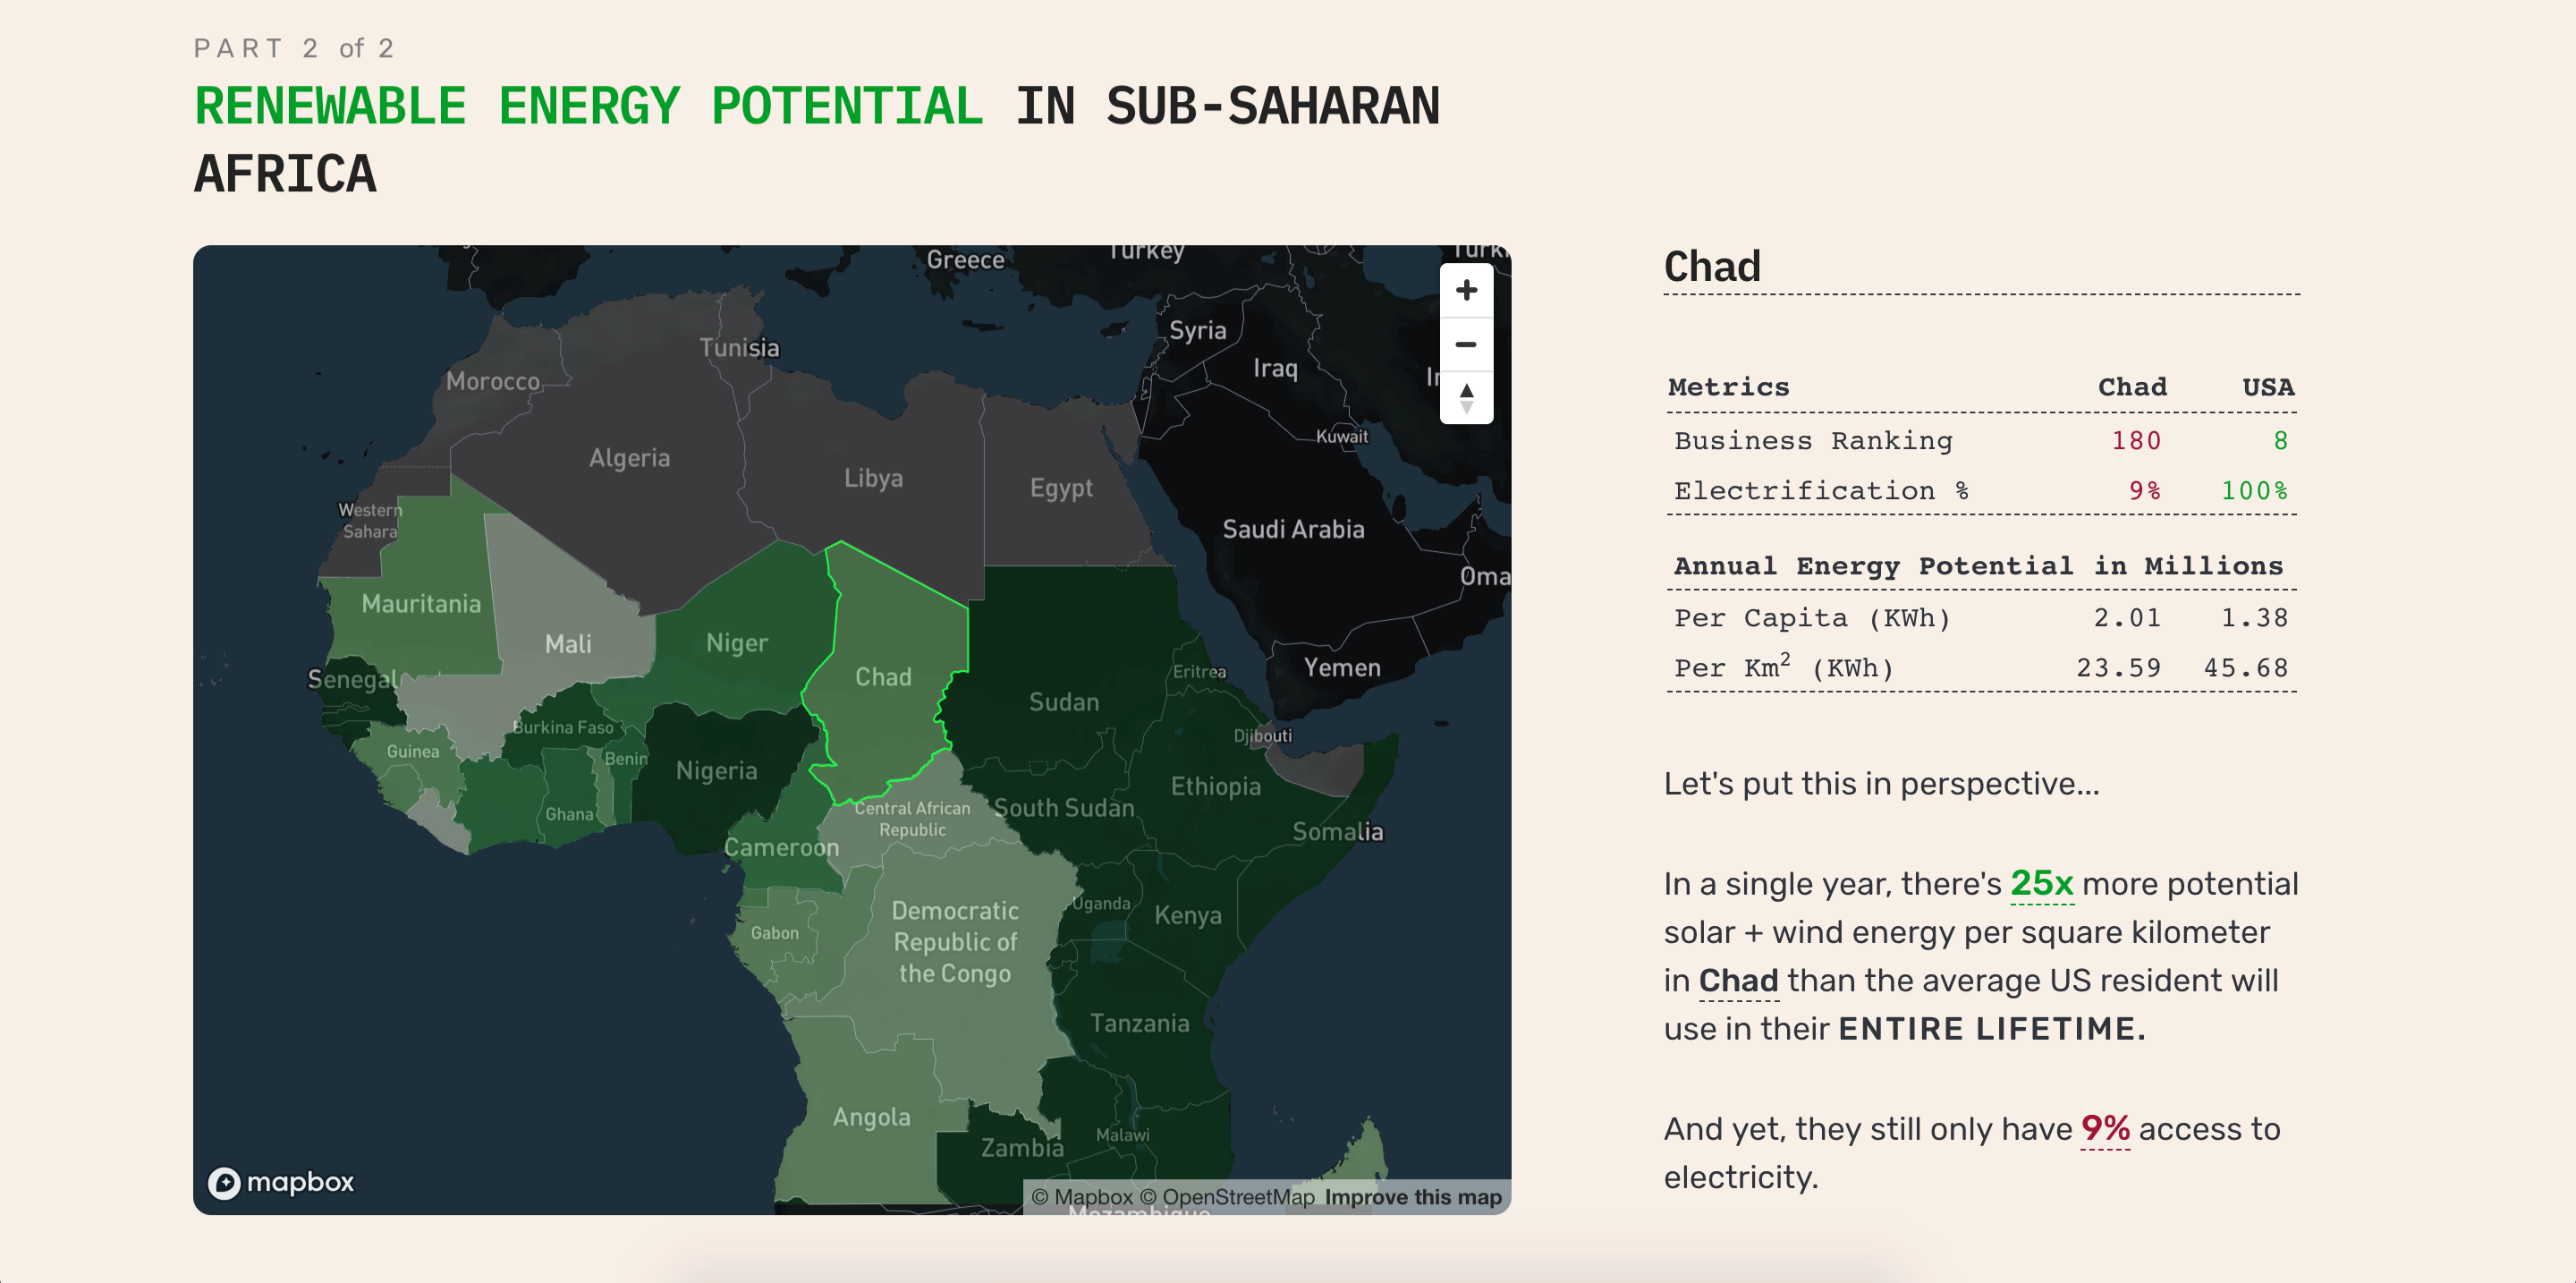 PART 2 of 2
RENEWABLE ENERGY POTENTIAL IN SUB-SAHARAN
AFRICA
Greece
Turkey
Syria
Iraq
Tunisia
Morocco
Kuwait
Algeria
Libya
Egypt
Western
Sahara
Saudi Arabia
Oma
Mauritania
Mali
Niger
Chad
Yemen
Senegal
Sudan
Eritrea
Burkina Faso
Djibouti
Guinea
Benin
Nigeria
Ethiopia
Ghana
Central African
Republic
South Sudan
Somalia
Cameroon
Democratic
Republic of
the Congo
Uganda
Kenya
Gabon
Tanzania
Angola
Zambia
Malawi
mapbox
© Mapbox © OpenStreetMap Improve this map
Mozambique
Chad
Metrics Chad USA
Business Ranking 180 8
Electrification % 9% 100%
Annual Energy Potential in Millions
Per Capita (KWh) 2.01 1.38
Per Km² (KWh) 23.59 45.68
Let's put this in perspective...
In a single year, there's 25x more potential
solar + wind energy per square kilometer
in Chad than the average US resident will
use in their ENTIRE LIFETIME.
And yet, they still only have 9% access to
electricity.